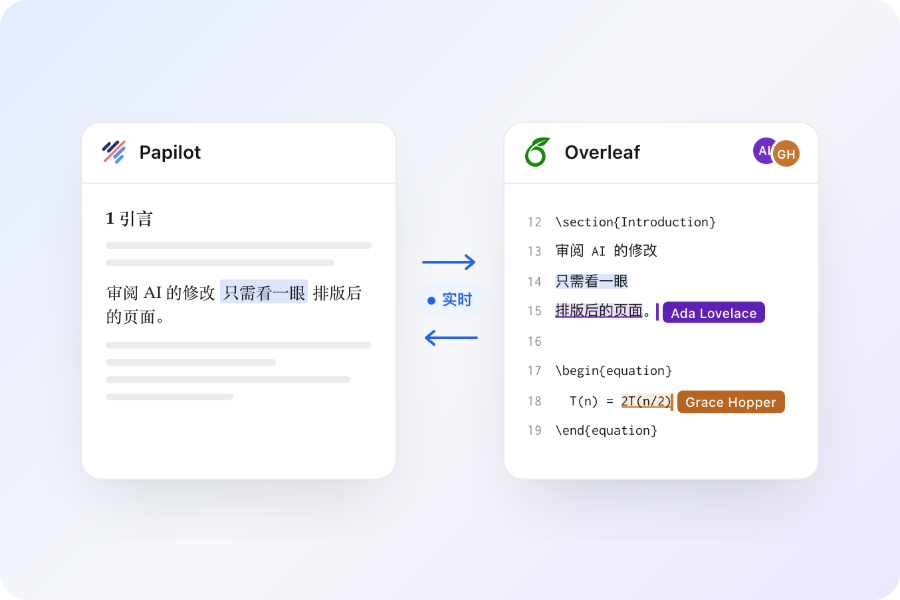 Papilot
1 引言
审阅 AI 的修改 只需看一眼 排版后
的页面。
实时
Overleaf
AL GH
12 \section{Introduction}
13 审阅 AI 的修改
14 只需看一眼
15 排版后的页面。 Ada Lovelace
16
17 \begin{equation}
18 T(n) = 2T(n/2) Grace Hopper
19 \end{equation}